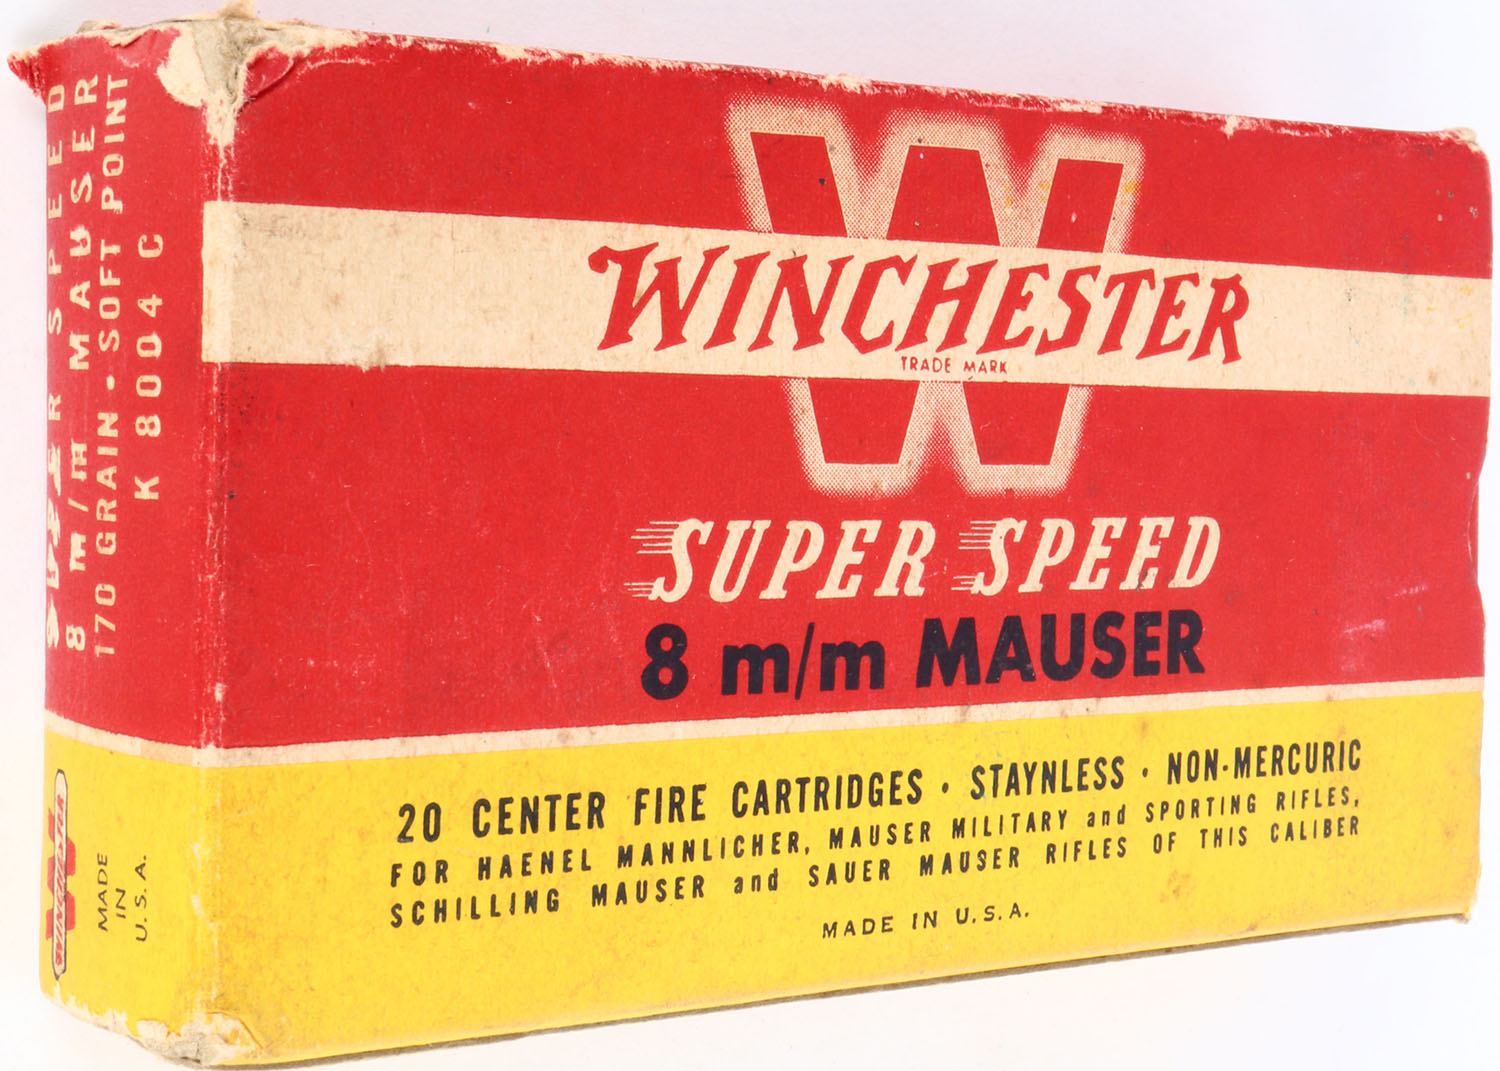 SUPER SPEED
8 m/m MAUSER
170 GRAIN · SOFT POINT
K 8004 C
WINCHESTER
MADE
IN
U.S.A.
W
WINCHESTER
TRADE MARK
SUPER SPEED
8 m/m MAUSER
20 CENTER FIRE CARTRIDGES · STAYNLESS · NON-MERCURIC
FOR HAENEL MANNLICHER, MAUSER MILITARY and SPORTING RIFLES,
SCHILLING MAUSER and SAUER MAUSER RIFLES OF THIS CALIBER
MADE IN U.S.A.